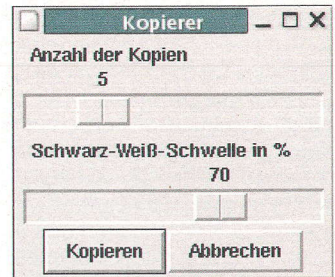 Kopierer
Anzahl der Kopien
5
Schwarz-Weiß-Schwelle in %
70
Kopieren Abbrechen